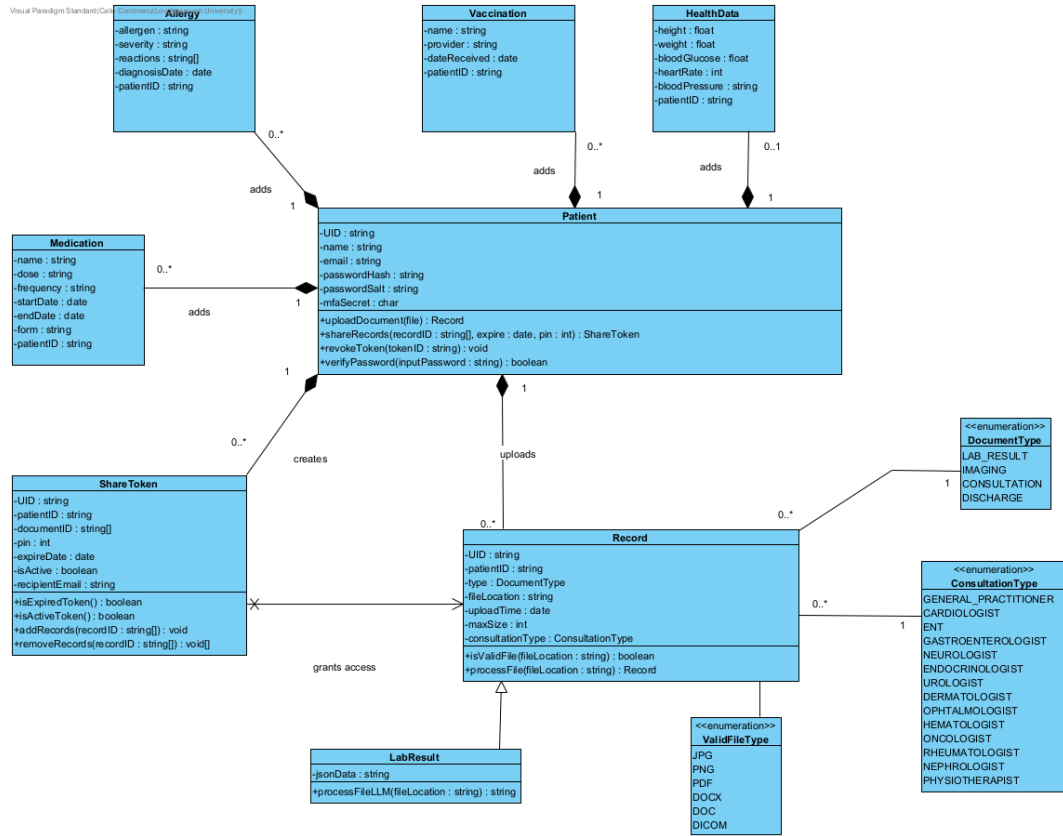 Visual Paradigm Standard
Allergy
-allergen : string
-severity : string
-reactions : string[]
-diagnosisDate : date
-patientID : string
Vaccination
-name : string
-provider : string
-dateReceived : date
-patientID : string
HealthData
-height : float
-weight : float
-bloodGlucose : float
-heartRate : int
-bloodPressure : string
-patientID : string
0..*
adds
1
0..*
adds
1
0..1
adds
1
Medication
-name : string
-dose : string
-frequency : string
-startDate : date
-endDate : date
-form : string
-patientID : string
0..*
adds
1
Patient
-UID : string
-name : string
-email : string
-passwordHash : string
-passwordSalt : string
-mfaSecret : char
+uploadDocument(file) : Record
+shareRecords(recordID : string[], expire : date, pin : int) : ShareToken
+revokeToken(tokenID : string) : void
+verifyPassword(inputPassword : string) : boolean
1
0..*
creates
1
uploads
0..*
ShareToken
-UID : string
-patientID : string
-documentID : string[]
-pin : int
-expireDate : date
-isActive : boolean
-recipientEmail : string
+isExpiredToken() : boolean
+isActiveToken() : boolean
+addRecords(recordID : string[]) : void
+removeRecords(recordID : string[]) : void[]
grants access
Record
-UID : string
-patientID : string
-type : DocumentType
-fileLocation : string
-uploadTime : date
-maxSize : int
-consultationType : ConsultationType
+isValidFile(fileLocation : string) : boolean
+processFile(fileLocation : string) : Record
0..*
1
<<enumeration>>
DocumentType
LAB_RESULT
IMAGING
CONSULTATION
DISCHARGE
0..*
1
<<enumeration>>
ConsultationType
GENERAL_PRACTITIONER
CARDIOLOGIST
ENT
GASTROENTEROLOGIST
NEUROLOGIST
ENDOCRINOLOGIST
UROLOGIST
DERMATOLOGIST
OPHTALMOLOGIST
HEMATOLOGIST
ONCOLOGIST
RHEUMATOLOGIST
NEPHROLOGIST
PHYSIOTHERAPIST
LabResult
-jsonData : string
+processFileLLM(fileLocation : string) : string
<<enumeration>>
ValidFileType
JPG
PNG
PDF
DOCX
DOC
DICOM